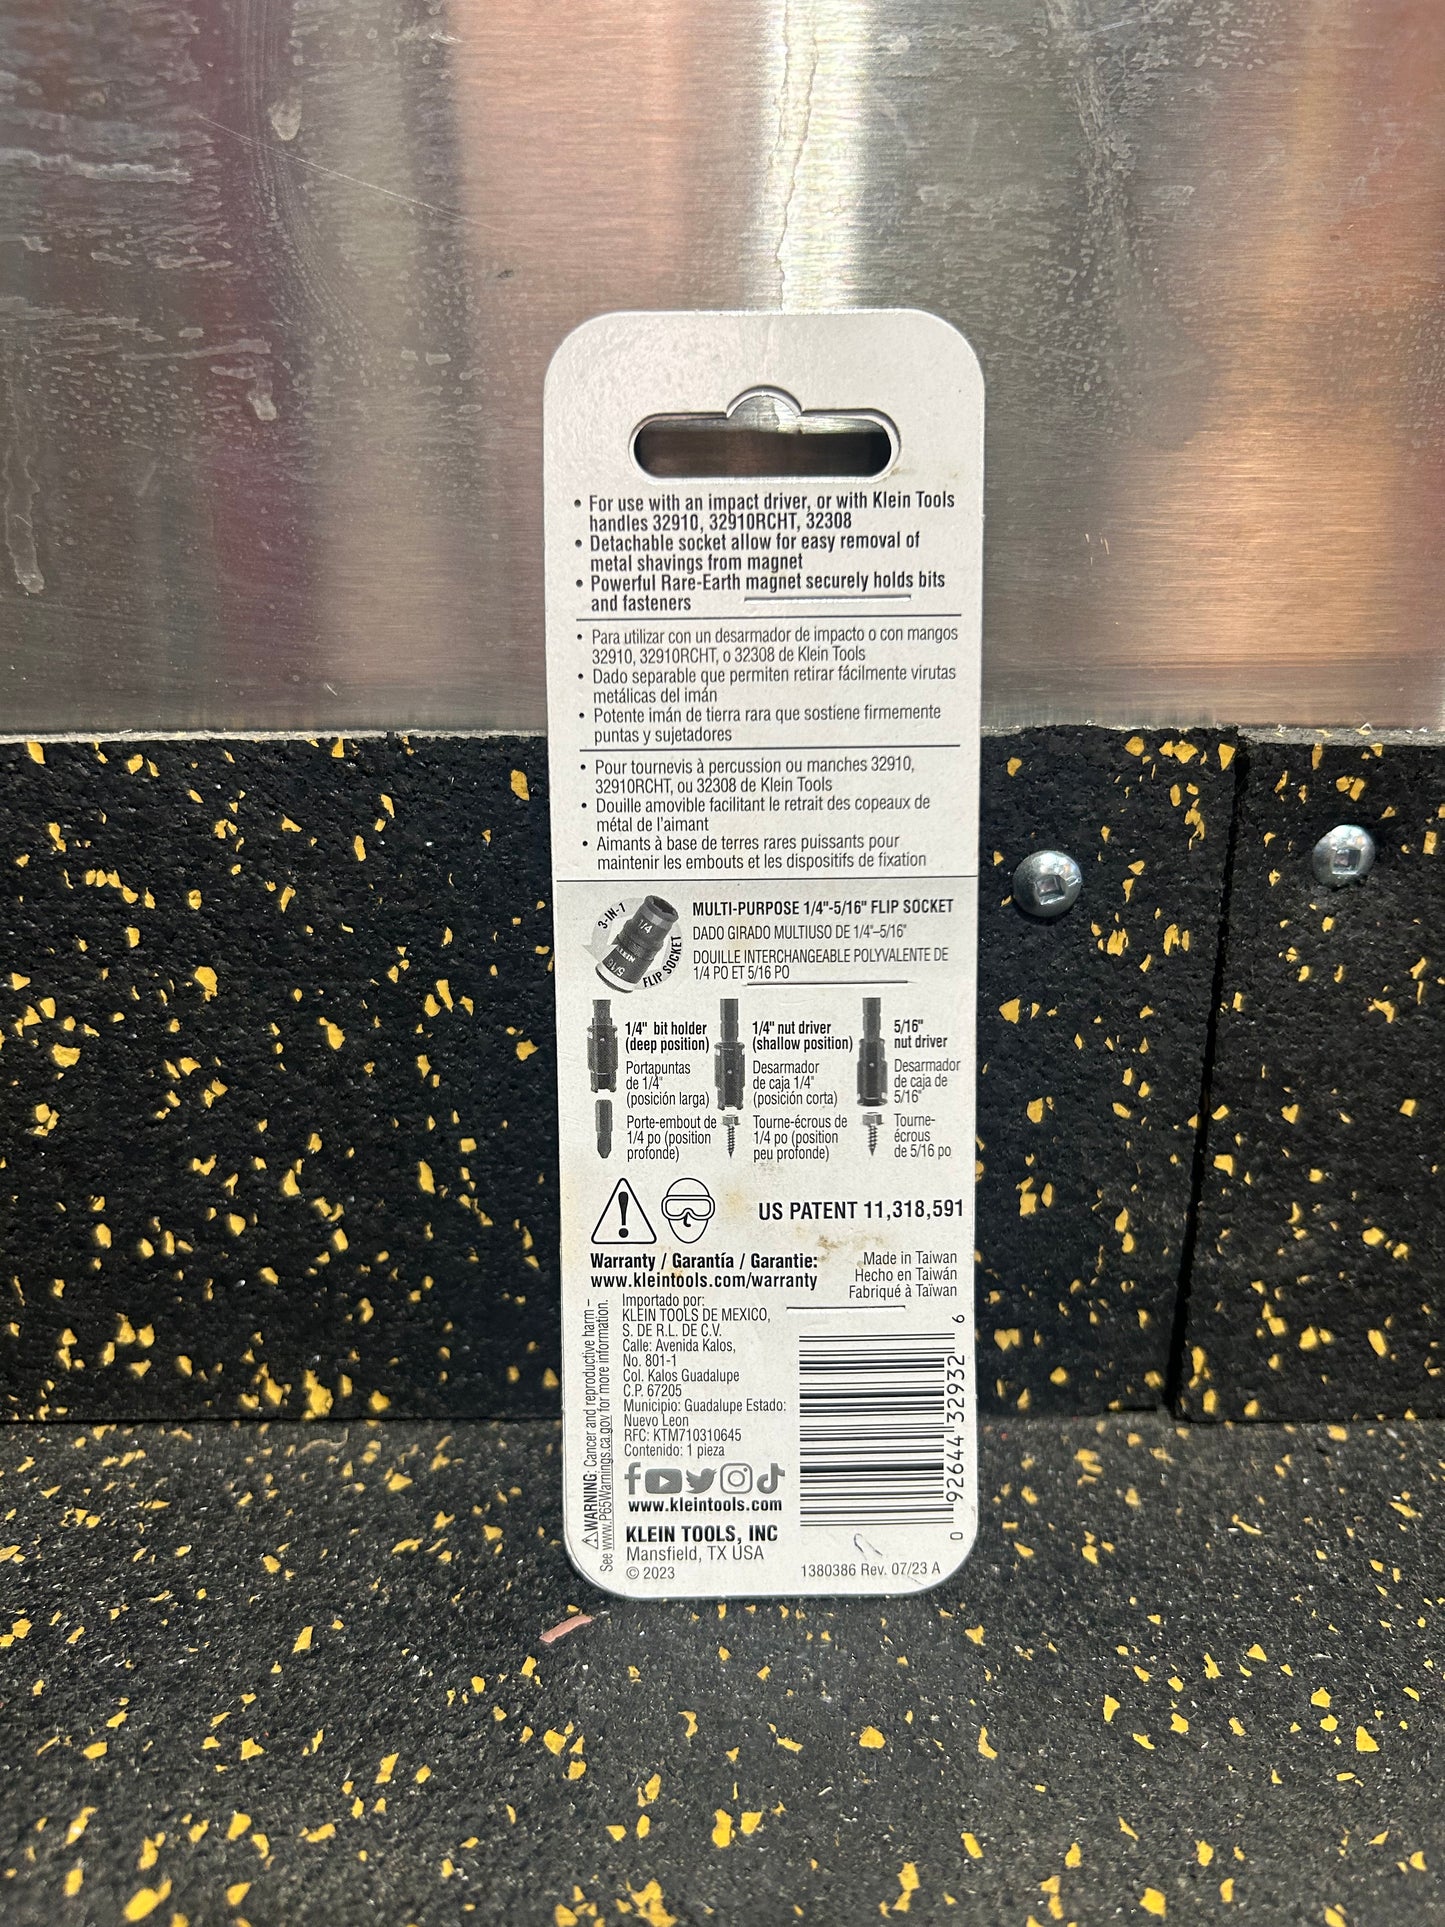 • For use with an impact driver, or with Klein Tools
handles 32910, 32910RCHT, 32308
• Detachable socket allow for easy removal of
metal shavings from magnet
• Powerful Rare-Earth magnet securely holds bits
and fasteners
• Para utilizar con un desarmador de impacto o con mangos
32910, 32910RCHT, o 32308 de Klein Tools
• Dado separable que permiten retirar fácilmente virutas
metálicas del imán
• Potente imán de tierra rara que sostiene firmemente
puntas y sujetadores
• Pour tournevis à percussion ou manches 32910,
32910RCHT, ou 32308 de Klein Tools
• Douille amovible facilitant le retrait des copeaux de
métal de l'aimant
• Aimants à base de terres rares puissants pour
maintenir les embouts et les dispositifs de fixation
3-IN-1
FLIP SOCKET
1/4
KLEIN
5/16
MULTI-PURPOSE 1/4"-5/16" FLIP SOCKET
DADO GIRADO MULTIUSO DE 1/4"–5/16"
DOUILLE INTERCHANGEABLE POLYVALENTE DE
1/4 PO ET 5/16 PO
1/4" bit holder
(deep position)
Portapuntas
de 1/4"
(posición larga)
Porte-embout de
1/4 po (position
profonde)
1/4" nut driver
(shallow position)
Desarmador
de caja 1/4"
(posición corta)
Tourne-écrous de
1/4 po (position
peu profonde)
5/16"
nut driver
Desarmador
de caja de
5/16"
Tourne-
écrous
de 5/16 po
US PATENT 11,318,591
Warranty / Garantía / Garantie:
www.kleintools.com/warranty
Made in Taiwan
Hecho en Taiwán
Fabriqué à Taïwan
⚠WARNING: Cancer and reproductive harm –
See www.P65Warnings.ca.gov for more information.
Importado por:
KLEIN TOOLS DE MEXICO,
S. DE R.L. DE C.V.
Calle: Avenida Kalos,
No. 801-1
Col. Kalos Guadalupe
C.P. 67205
Municipio: Guadalupe Estado:
Nuevo Leon
RFC: KTM710310645
Contenido: 1 pieza
www.kleintools.com
KLEIN TOOLS, INC
Mansfield, TX USA
© 2023
0 92644 32932 6
1380386 Rev. 07/23 A